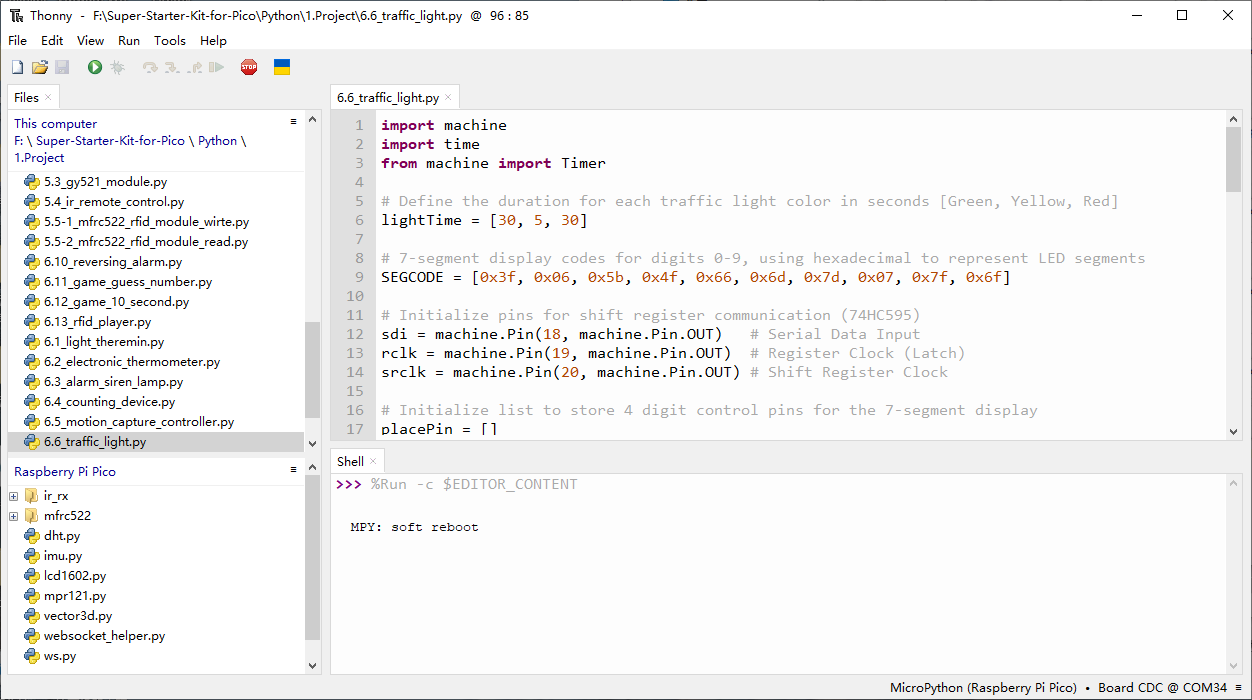 Thonny - F:\Super-Starter-Kit-for-Pico\Python\1.Project\6.6_traffic_light.py @ 96 : 85
File Edit View Run Tools Help
STOP
Files
This computer
F: \ Super-Starter-Kit-for-Pico \ Python \
1.Project
5.3_gy521_module.py
5.4_ir_remote_control.py
5.5-1_mfrc522_rfid_module_wirte.py
5.5-2_mfrc522_rfid_module_read.py
6.10_reversing_alarm.py
6.11_game_guess_number.py
6.12_game_10_second.py
6.13_rfid_player.py
6.1_light_theremin.py
6.2_electronic_thermometer.py
6.3_alarm_siren_lamp.py
6.4_counting_device.py
6.5_motion_capture_controller.py
6.6_traffic_light.py
Raspberry Pi Pico
ir_rx
mfrc522
dht.py
imu.py
lcd1602.py
mpr121.py
vector3d.py
websocket_helper.py
ws.py
6.6_traffic_light.py
1 import machine
2 import time
3 from machine import Timer
4
5 # Define the duration for each traffic light color in seconds [Green, Yellow, Red]
6 lightTime = [30, 5, 30]
7
8 # 7-segment display codes for digits 0-9, using hexadecimal to represent LED segments
9 SEGCODE = [0x3f, 0x06, 0x5b, 0x4f, 0x66, 0x6d, 0x7d, 0x07, 0x7f, 0x6f]
10
11 # Initialize pins for shift register communication (74HC595)
12 sdi = machine.Pin(18, machine.Pin.OUT) # Serial Data Input
13 rclk = machine.Pin(19, machine.Pin.OUT) # Register Clock (Latch)
14 srclk = machine.Pin(20, machine.Pin.OUT) # Shift Register Clock
15
16 # Initialize list to store 4 digit control pins for the 7-segment display
17 placePin = []
Shell
>>> %Run -c $EDITOR_CONTENT
MPY: soft reboot
MicroPython (Raspberry Pi Pico) • Board CDC @ COM34